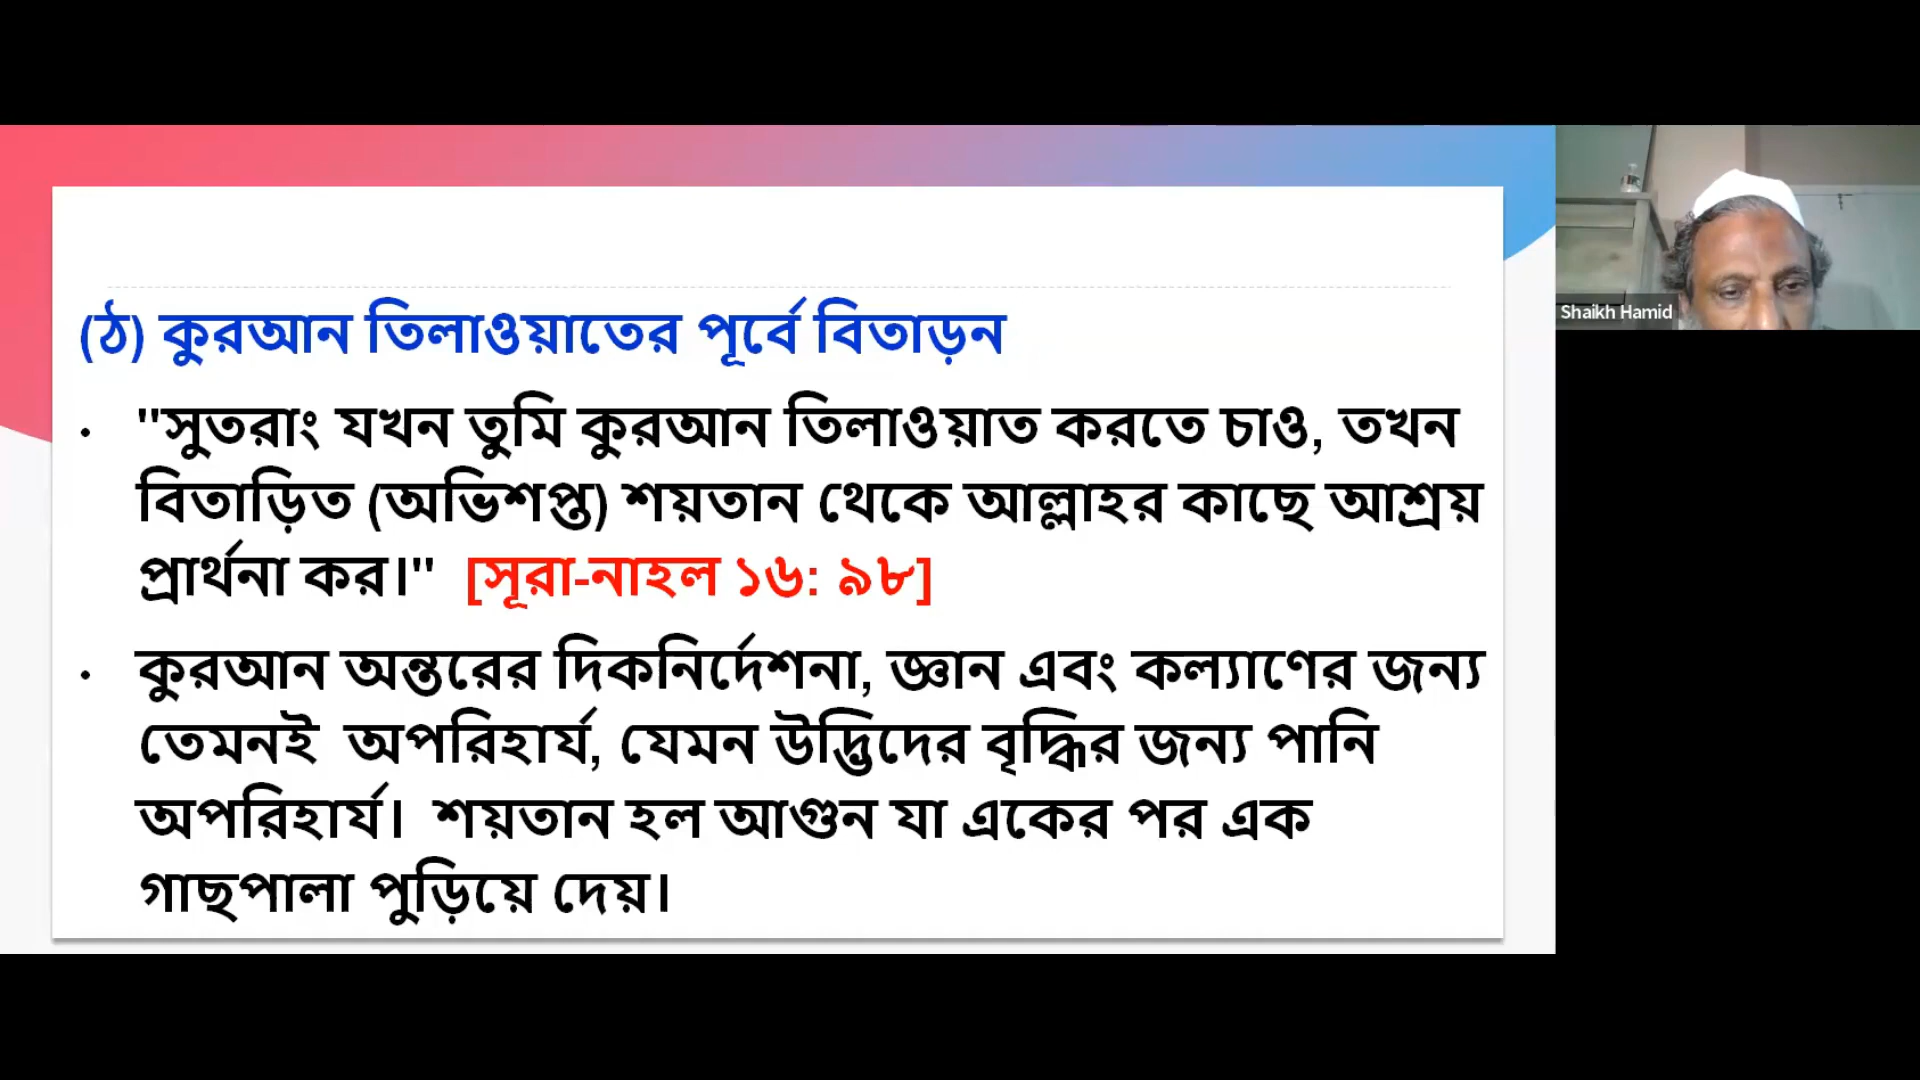 (ঠ) কুরআন তিলাওয়াতের পূর্বে বিতাড়ন
· "সুতরাং যখন তুমি কুরআন তিলাওয়াত করতে চাও, তখন
বিতাড়িত (অভিশপ্ত) শয়তান থেকে আল্লাহর কাছে আশ্রয়
প্রার্থনা কর।" [সূরা-নাহল ১৬: ৯৮]
· কুরআন অন্তরের দিকনির্দেশনা, জ্ঞান এবং কল্যাণের জন্য
তেমনই অপরিহার্য, যেমন উদ্ভিদের বৃদ্ধির জন্য পানি
অপরিহার্য। শয়তান হল আগুন যা একের পর এক
গাছপালা পুড়িয়ে দেয়।
Shaikh Hamid